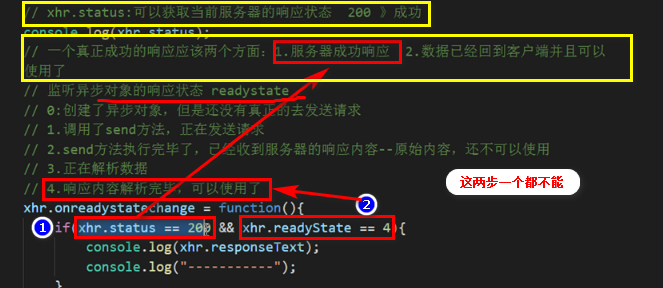 // xhr.status:可以获取当前服务器的响应状态  200 》成功
console.log(xhr.status);
// 一个真正成功的响应应该两个方面：1.服务器成功响应  2.数据已经回到客户端并且可以
使用了
// 监听异步对象的响应状态 readystate
// 0:创建了异步对象，但是还没有真正的去发送请求
// 1.调用了send方法，正在发送请求
// 2.send方法执行完毕了，已经收到服务器的响应内容--原始内容，还不可以使用
// 3.正在解析数据
// 4.响应内容解析完毕，可以使用了
这两步一个都不能
xhr.onreadystatechange = function(){
2
1
if(xhr.status == 200 && xhr.readyState == 4){
console.log(xhr.responseText);
console.log("-----------");
}